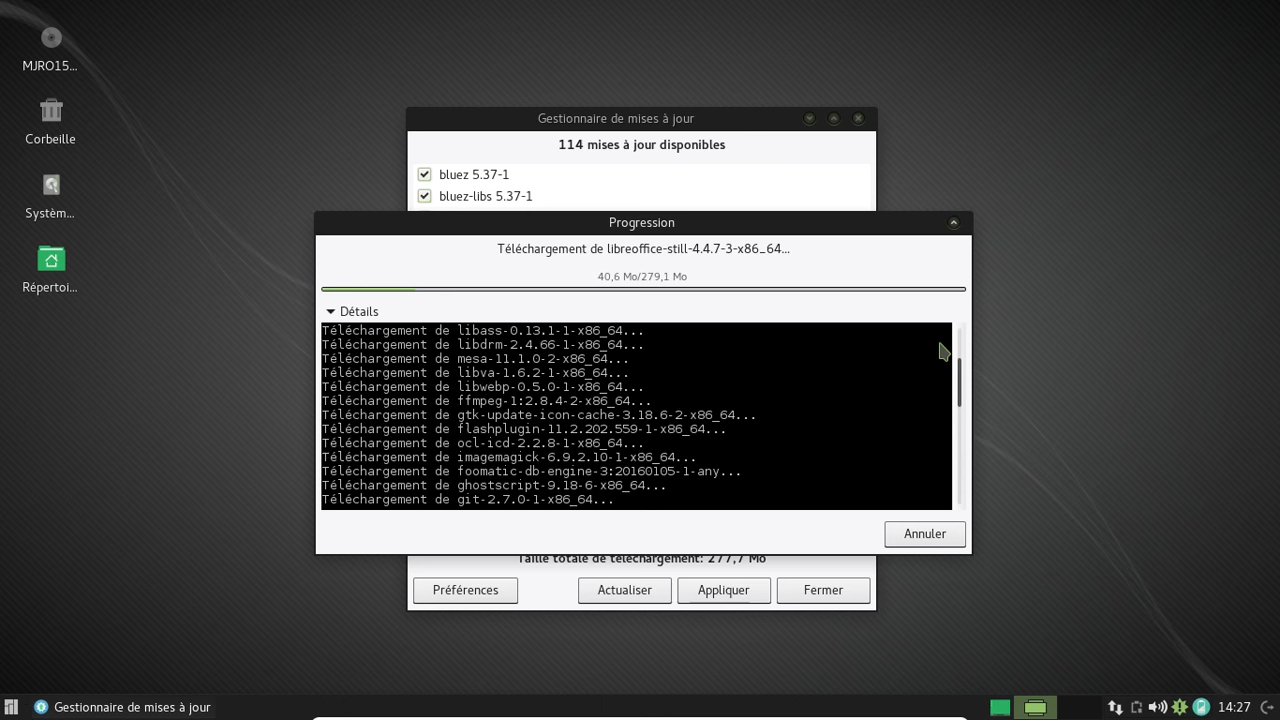 MJRO15...
Corbeille
Systèm...
Répertoi...
Gestionnaire de mises à jour
114 mises à jour disponibles
bluez 5.37-1
bluez-libs 5.37-1
Progression
Téléchargement de libreoffice-still-4.4.7-3-x86_64...
40,6 Mo/279,1 Mo
Détails
Téléchargement de libass-0.13.1-1-x86_64...
Téléchargement de libdrm-2.4.66-1-x86_64...
Téléchargement de mesa-11.1.0-2-x86_64...
Téléchargement de libva-1.6.2-1-x86_64...
Téléchargement de libwebp-0.5.0-1-x86_64...
Téléchargement de ffmpeg-1:2.8.4-2-x86_64...
Téléchargement de gtk-update-icon-cache-3.18.6-2-x86_64...
Téléchargement de flashplugin-11.2.202.559-1-x86_64...
Téléchargement de ocl-icd-2.2.8-1-x86_64...
Téléchargement de imagemagick-6.9.2.10-1-x86_64...
Téléchargement de foomatic-db-engine-3:20160105-1-any...
Téléchargement de ghostscript-9.18-6-x86_64...
Téléchargement de git-2.7.0-1-x86_64...
Annuler
Taille totale de téléchargement: 277,7 Mo
Préférences Actualiser Appliquer Fermer
Gestionnaire de mises à jour 14:27